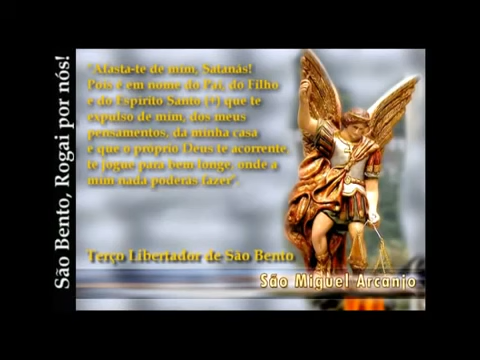 São Bento, Rogai por nós!
"Afasta-te de mim, Satanás!
Pois é em nome do Pai, do Filho
e do Espírito Santo (+) que te
expulso de mim, dos meus
pensamentos, da minha casa
e que o próprio Deus te acorrente
te jogue para bem longe, onde a
mim nada poderás fazer".
Terço Libertador de São Bento
São Miguel Arcanjo